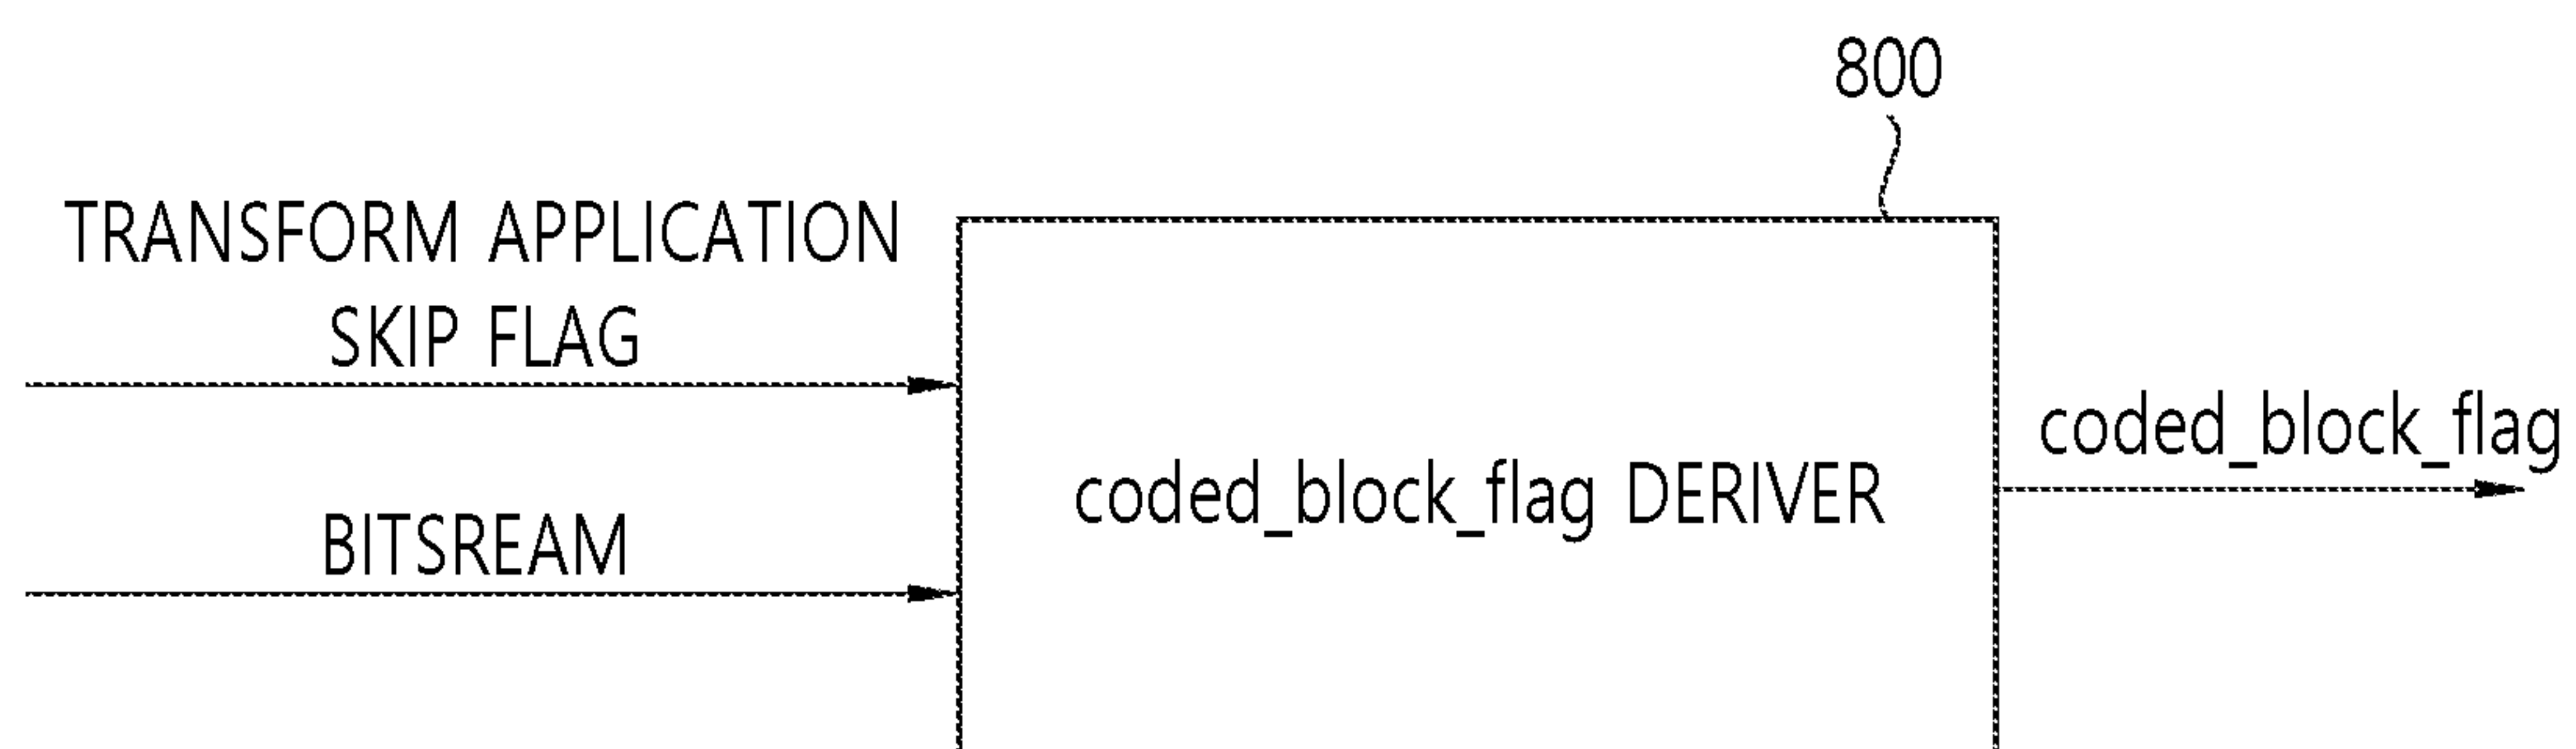 800
TRANSFORM APPLICATION
SKIP FLAG
BITSREAM
coded_block_flag DERIVER
coded_block_flag